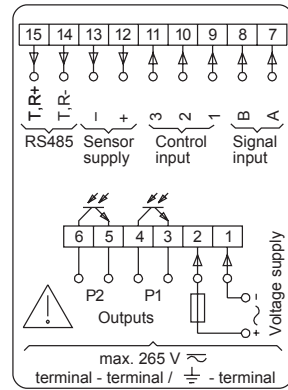 15 14 13 12 11 10 9 8 7
T,R+ T,R- – + 3 2 1 B A
RS485 Sensor supply Control input Signal input
6 5 4 3 2 1
P2 P1
Outputs
- 
+
Voltage supply
max. 265 V ⎓
terminal - terminal / ⏚ - terminal